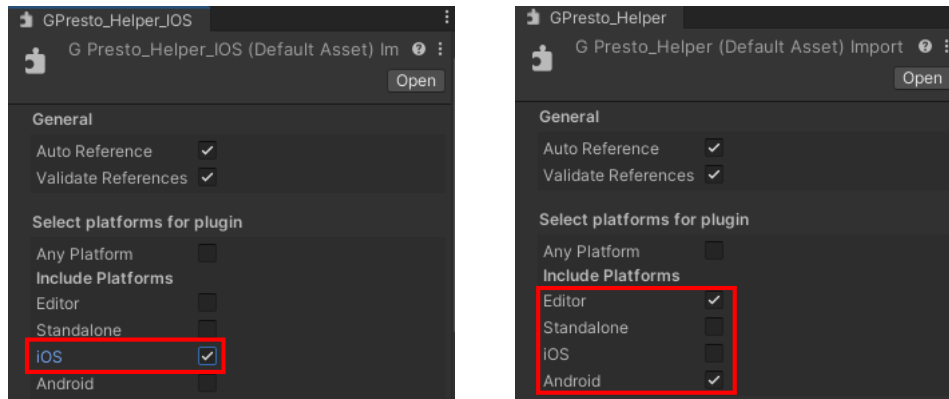 GPresto_Helper_IOS
G Presto_Helper_IOS (Default Asset) Im
Open
General
Auto Reference
Validate References
Select platforms for plugin
Any Platform
Include Platforms
Editor
Standalone
iOS
Android
GPresto_Helper
G Presto_Helper (Default Asset) Import
Open
General
Auto Reference
Validate References
Select platforms for plugin
Any Platform
Include Platforms
Editor
Standalone
iOS
Android